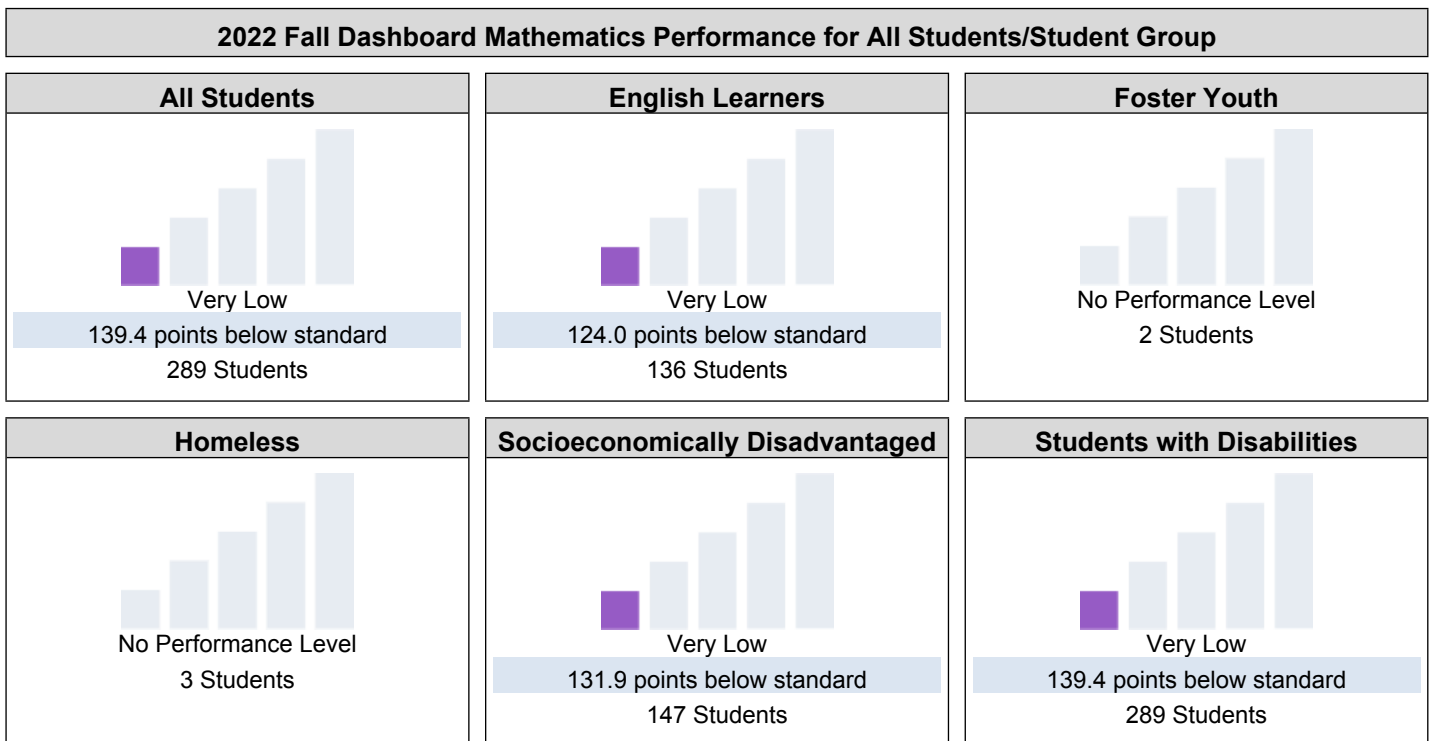 2022 Fall Dashboard Mathematics Performance for All Students/Student Group
All Students
Very Low
139.4 points below standard
289 Students
English Learners
Very Low
124.0 points below standard
136 Students
Foster Youth
No Performance Level
2 Students
Homeless
No Performance Level
3 Students
Socioeconomically Disadvantaged
Very Low
131.9 points below standard
147 Students
Students with Disabilities
Very Low
139.4 points below standard
289 Students